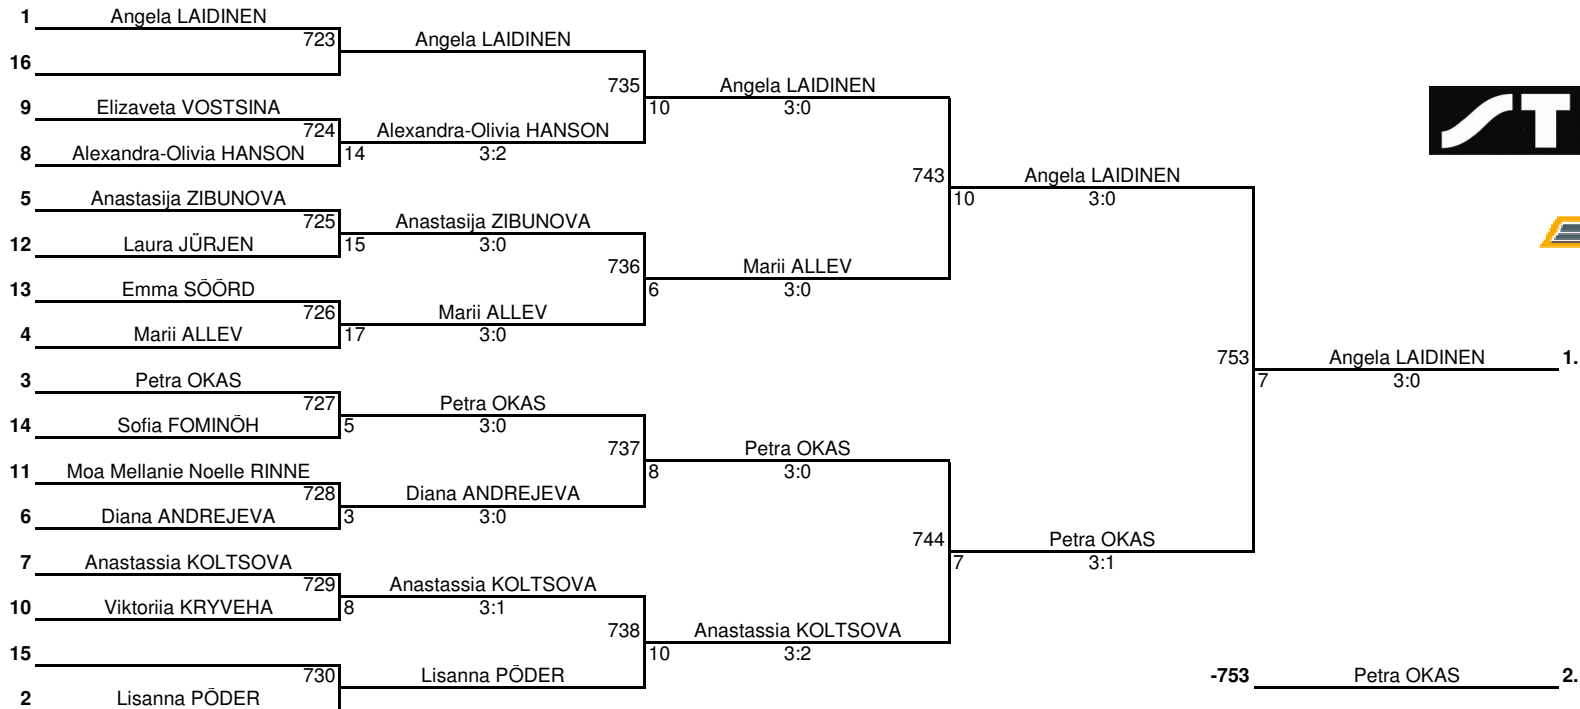 1 Angela LAIDINEN
723 Angela LAIDINEN
16
735 Angela LAIDINEN
9 Elizaveta VOSTSINA
10 3:0
724 Alexandra-Olivia HANSON
8 Alexandra-Olivia HANSON 14 3:2
ST
743 Angela LAIDINEN
5 Anastasija ZIBUNOVA
10 3:0
725 Anastasija ZIBUNOVA
12 Laura JÜRJEN 15 3:0
736 Marii ALLEV
13 Emma SÖÖRD
6 3:0
726 Marii ALLEV
4 Marii ALLEV 17 3:0
753 Angela LAIDINEN 1.
3 Petra OKAS
7 3:0
727 Petra OKAS
14 Sofia FOMINÕH 5 3:0
737 Petra OKAS
11 Moa Mellanie Noelle RINNE
8 3:0
728 Diana ANDREJEVA
6 Diana ANDREJEVA 3 3:0
744 Petra OKAS
7 Anastassia KOLTSOVA
7 3:1
729 Anastassia KOLTSOVA
10 Viktoriia KRYVEHA 8 3:1
738 Anastassia KOLTSOVA
15
10 3:2
730 Lisanna PÕDER
-753 Petra OKAS 2.
2 Lisanna PÕDER